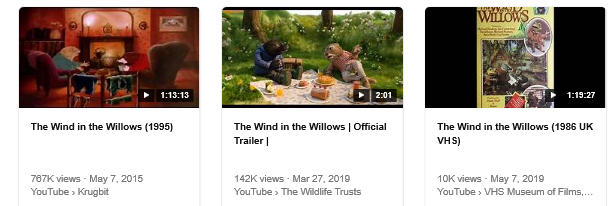 WILLOWS
1:13:13
2:01
1:19:27
The Wind in the Willows (1995)
The Wind in the Willows | Official
Trailer |
The Wind in the Willows (1986 UK
VHS)
767K views · May 7, 2015
YouTube › Krugbit
142K views · Mar 27, 2019
YouTube › The Wildlife Trusts
10K views · May 7, 2019
YouTube › VHS Museum of Films,...